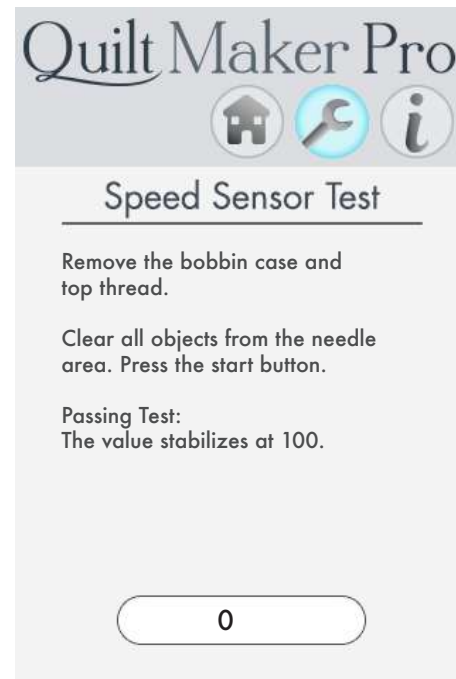 Quilt Maker Pro
i
Speed Sensor Test
Remove the bobbin case and
top thread.
Clear all objects from the needle
area. Press the start button.
Passing Test:
The value stabilizes at 100.
0